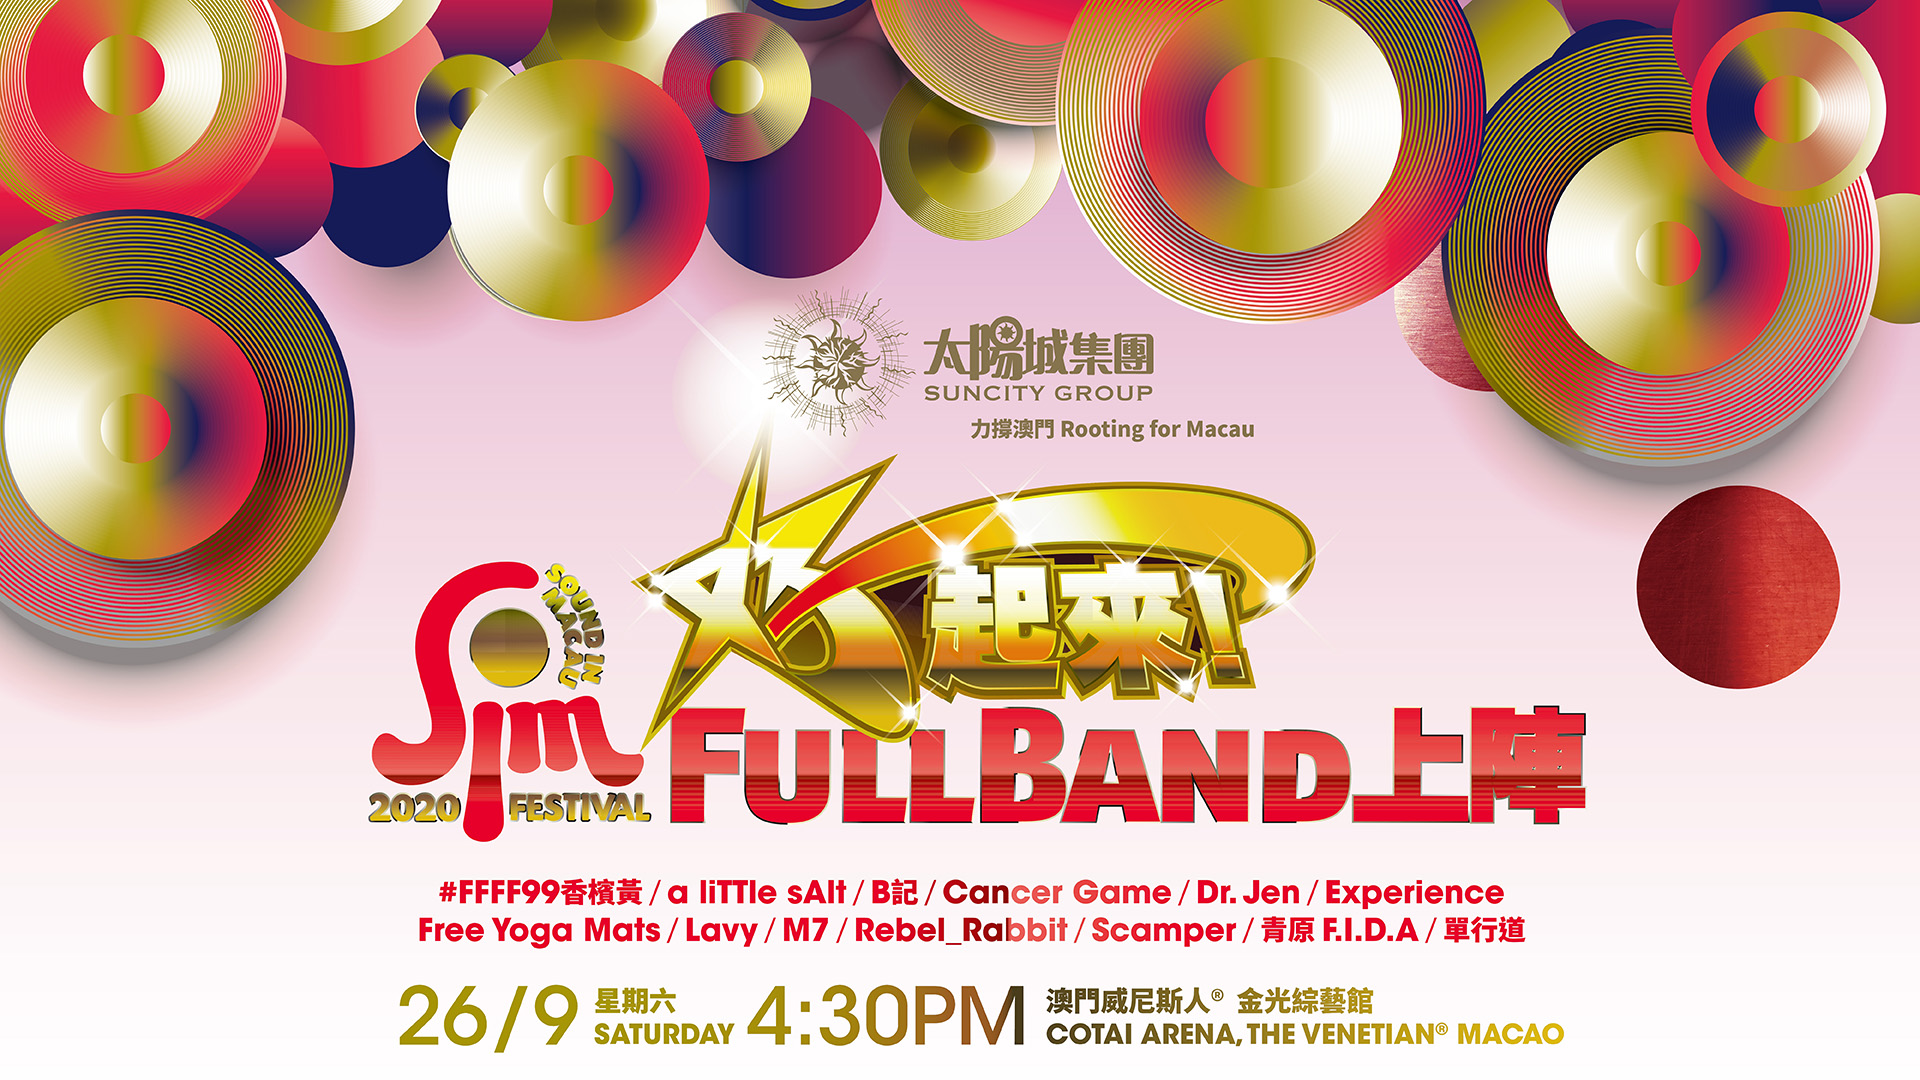 太陽城集團
SUNCITY GROUP
力撐澳門 Rooting for Macau
好起來!
SOUND IN MACAU
Sim
2020 FESTIVAL
FULLBAND上陣
#FFFF99香檳黃 / a liTTle sAlt / B記 / Cancer Game / Dr. Jen / Experience
Free Yoga Mats / Lavy / M7 / Rebel_Rabbit / Scamper / 青原 F.I.D.A / 單行道
26/9 星期六 SATURDAY 4:30PM
澳門威尼斯人® 金光綜藝館
COTAI ARENA, THE VENETIAN® MACAO